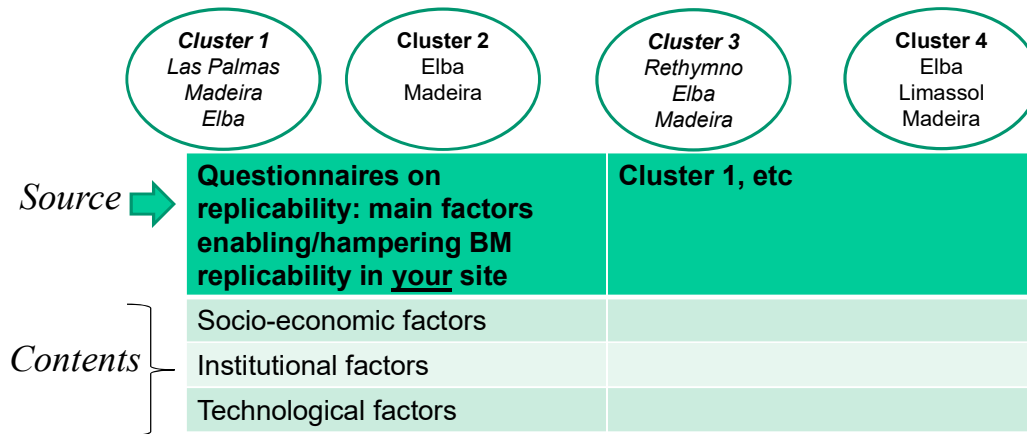 Cluster 1
Las Palmas
Madeira
Elba
Cluster 2
Elba
Madeira
Cluster 3
Rethymno
Elba
Madeira
Cluster 4
Elba
Limassol
Madeira
Source
Questionnaires on
replicability: main factors
enabling/hampering BM
replicability in your site
Cluster 1, etc
Contents
Socio-economic factors
Institutional factors
Technological factors